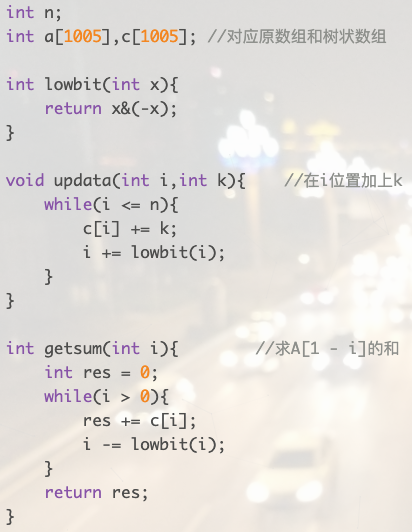 int n;
int a[1005],c[1005]; //对应原数组和树状数组
int lowbit(int x){
return x&(-x);
}
void updata(int i,int k){ //在i位置加上k
while(i <= n){
c[i] += k;
i += lowbit(i);
}
}
int getsum(int i){ //求A[1 - i]的和
int res = 0;
while(i > 0){
res += c[i];
i -= lowbit(i);
}
return res;
}